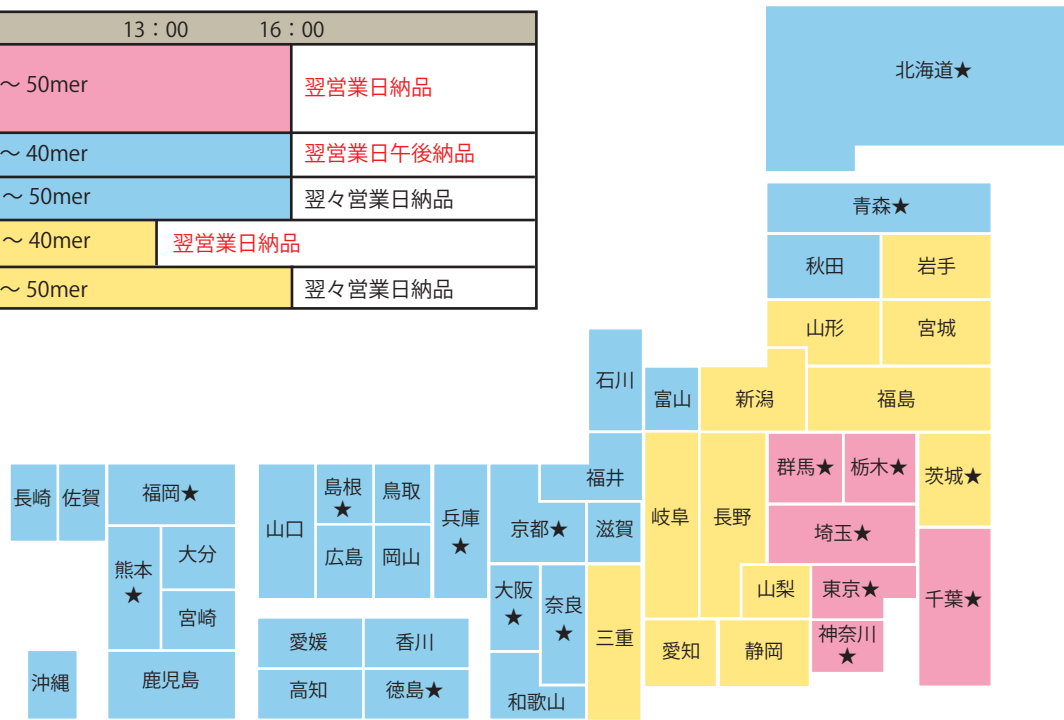 13：00 16：00
～ 50mer 翌営業日納品
～ 40mer 翌営業日午後納品
～ 50mer 翌々営業日納品
～ 40mer 翌営業日納品
～ 50mer 翌々営業日納品
北海道★
青森★
秋田 岩手
山形 宮城
石川 富山 新潟 福島
群馬★ 栃木★ 茨城★
福井
長崎 佐賀 福岡★
山口
島根
★
鳥取
兵庫
★
京都★ 滋賀 岐阜 長野
埼玉★
広島 岡山
熊本
★
大分
大阪
★
奈良
★
山梨 東京★ 千葉★
宮崎
愛媛 香川
三重 愛知 静岡
神奈川
★
沖縄 鹿児島
高知 徳島★
和歌山